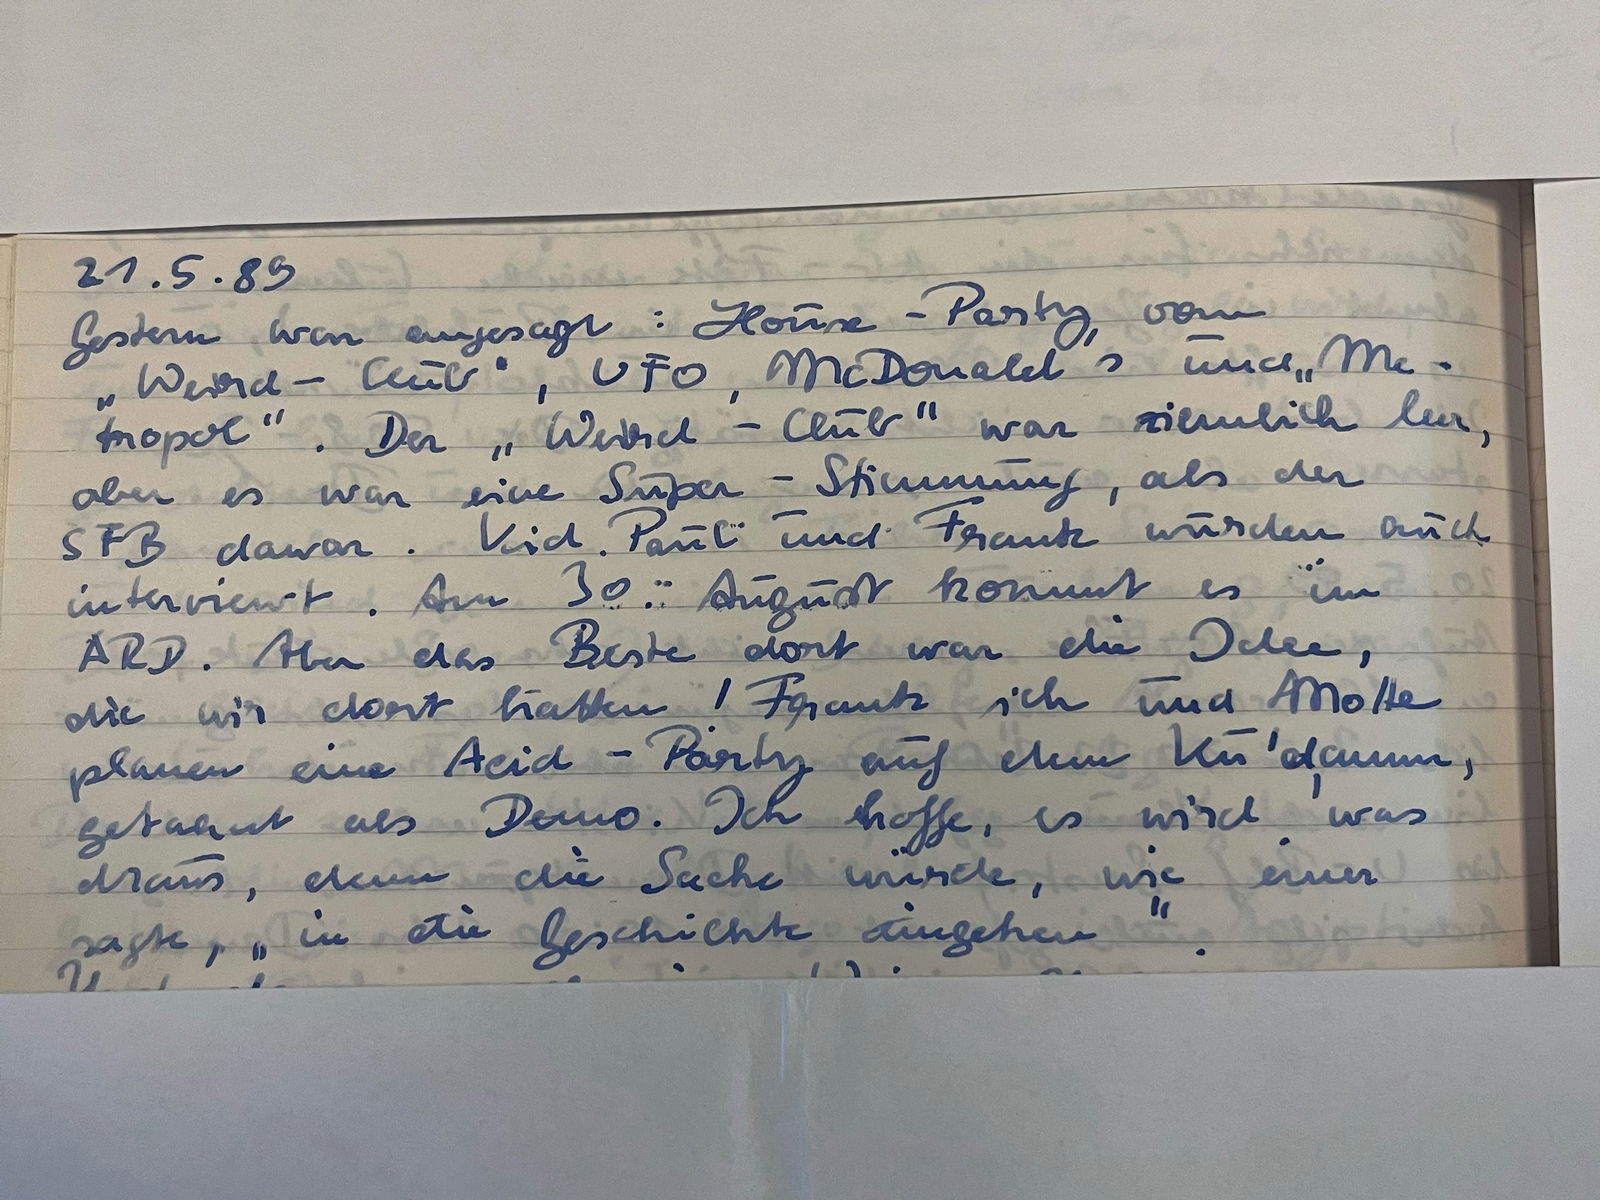 21.5.89
Gestern war angesagt : House - Party vom
„Weird - Club", UFO, McDonald's und „Me-
tropol". Der „Weird - Club" war ziemlich leer,
aber es war eine Super - Stimmung, als der
SFB dawar. Kid Paul und Frank wurden auch
interviewt. Am 30. August kommt es im
ARD. Aber das Beste dort war die Idee,
die wir dort hatten! Frank ich und Motte
planen eine Acid - Party auf dem Ku'damm,
getarnt als Demo. Ich hoffe, es wird was
draus, denn die Sache würde, wie einer
sagte, „in die Geschichte eingehen".